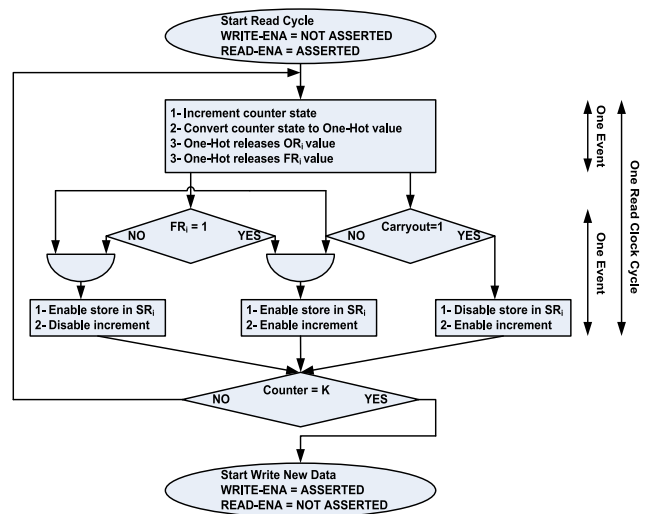 Start Read Cycle
WRITE-ENA = NOT ASSERTED
READ-ENA = ASSERTED
1- Increment counter state
2- Convert counter state to One-Hot value
3- One-Hot releases ORi value
3- One-Hot releases FRi value
One Event
One Read Clock Cycle
FRi = 1
NO
YES
Carryout=1
NO
YES
One Event
1- Enable store in SRi
2- Disable increment
1- Enable store in SRi
2- Enable increment
1- Disable store in SRi
2- Enable increment
Counter = K
NO
YES
Start Write New Data
WRITE-ENA = ASSERTED
READ-ENA = NOT ASSERTED